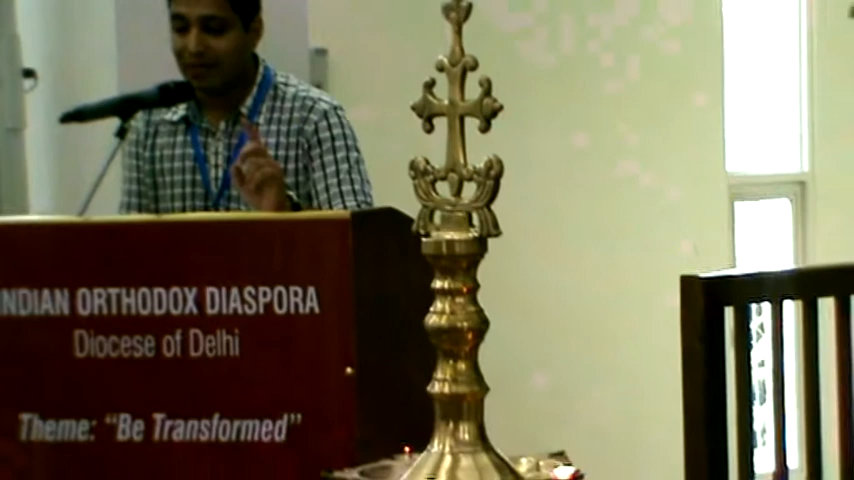 INDIAN ORTHODOX DIASPORA
Diocese of Delhi
Theme: “Be Transformed”